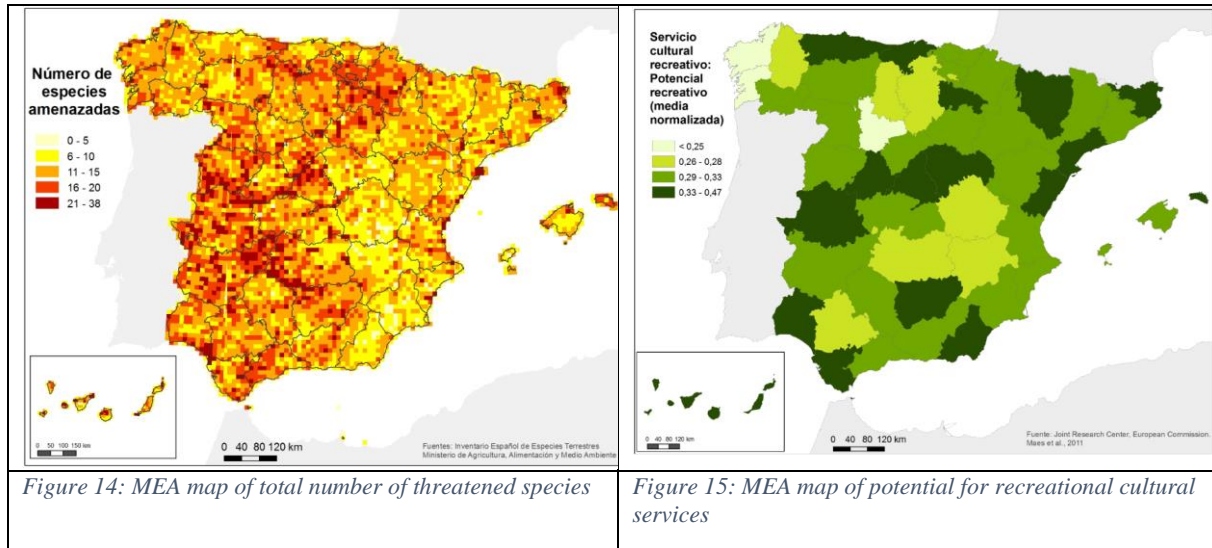 Número de
especies
amenazadas
0 - 5
6 - 10
11 - 15
16 - 20
21 - 38
0 50 100 150 km
0 40 80 120 km
Fuentes: Inventario Español de Especies Terrestres
Ministerio de Agricultura, Alimentación y Medio Ambiente
Servicio
cultural
recreativo:
Potencial
recreativo
(media
normalizada)
< 0,25
0,26 - 0,28
0,29 - 0,33
0,33 - 0,47
0 40 80 120 km
0 40 80 120 km
Fuente: Joint Research Center, European Commission.
Maes et al., 2011
Figure 14: MEA map of total number of threatened species
Figure 15: MEA map of potential for recreational cultural
services